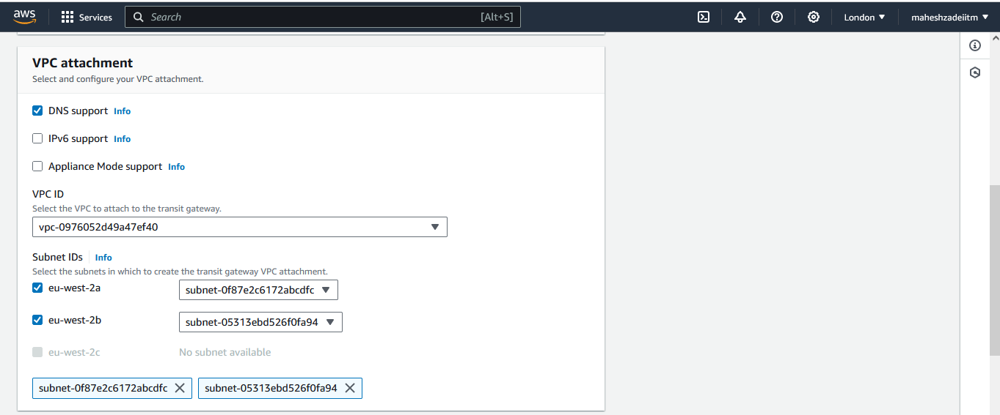 aws Services Search [Alt+S] London maheshzadeiitm
VPC attachment
Select and configure your VPC attachment.
DNS support Info
IPv6 support Info
Appliance Mode support Info
VPC ID
Select the VPC to attach to the transit gateway.
vpc-0976052d49a47ef40
Subnet IDs Info
Select the subnets in which to create the transit gateway VPC attachment.
eu-west-2a subnet-0f87e2c6172abcdfc
eu-west-2b subnet-05313ebd526f0fa94
eu-west-2c No subnet available
subnet-0f87e2c6172abcdfc subnet-05313ebd526f0fa94